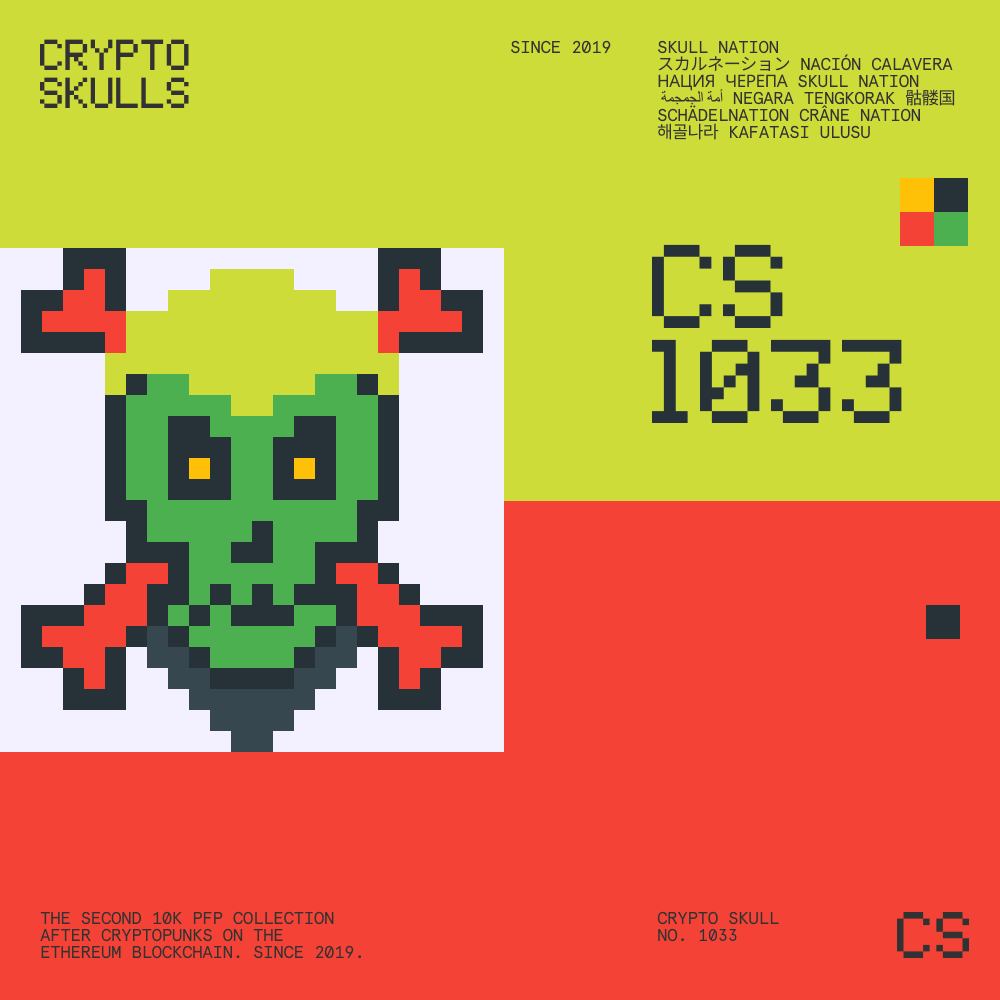 CRYPTO
SKULLS
SINCE 2019
SKULL NATION
スカルネーション NACIÓN CALAVERA
НАЦИЯ ЧЕРЕПА SKULL NATION
أمة الجمجمة NEGARA TENGKORAK 骷髅国
SCHÄDELNATION CRÂNE NATION
해골나라 KAFATASI ULUSU
CS
1033
THE SECOND 10K PFP COLLECTION
AFTER CRYPTOPUNKS ON THE
ETHEREUM BLOCKCHAIN. SINCE 2019.
CRYPTO SKULL
NO. 1033
CS